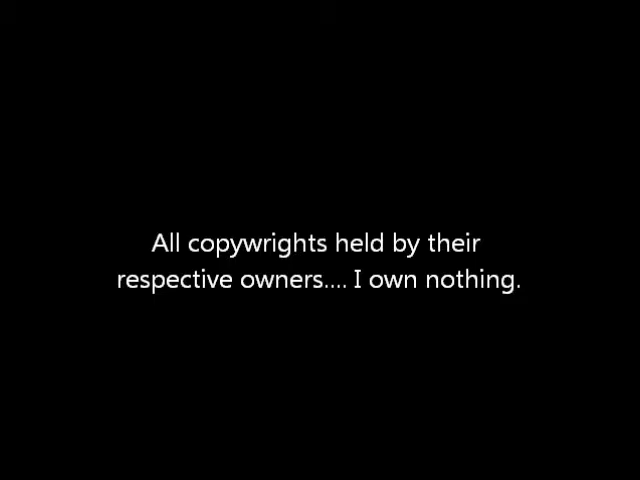 All copywrights held by their
respective owners.... I own nothing.